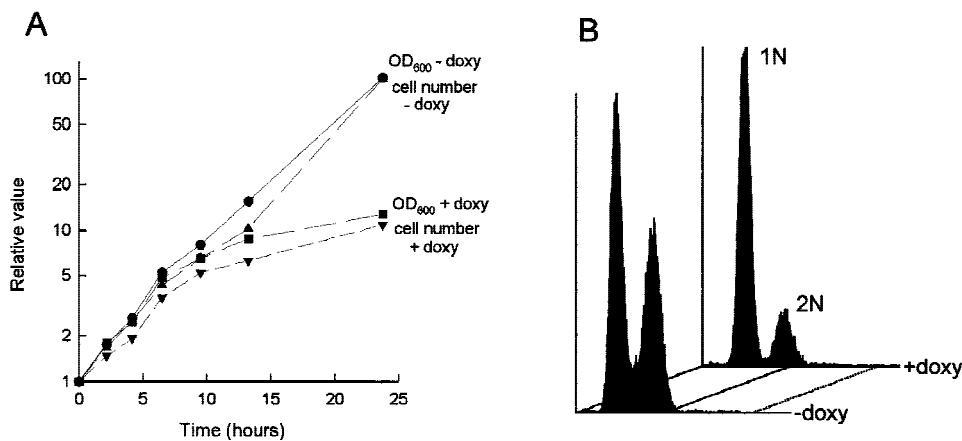 A
B
OD600 - doxy
cell number
- doxy
OD600 + doxy
cell number
+ doxy
Relative value
100
50
20
10
5
2
1
0
5
10
15
20
25
Time (hours)
1N
2N
+doxy
-doxy